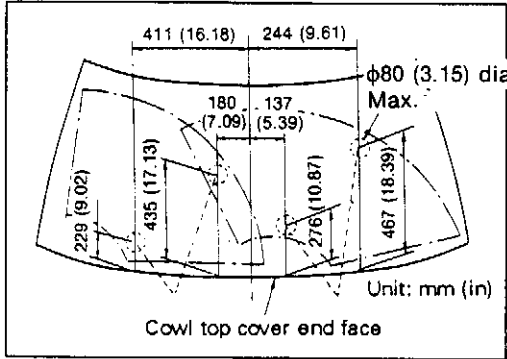 411 (16.18) 244 (9.61)
ϕ80 (3.15) dia
Max.
180 137
(7.09) (5.39)
229 (9.02)
435 (17.13)
276 (10.87)
467 (18.39)
Unit: mm (in)
Cowl top cover end face